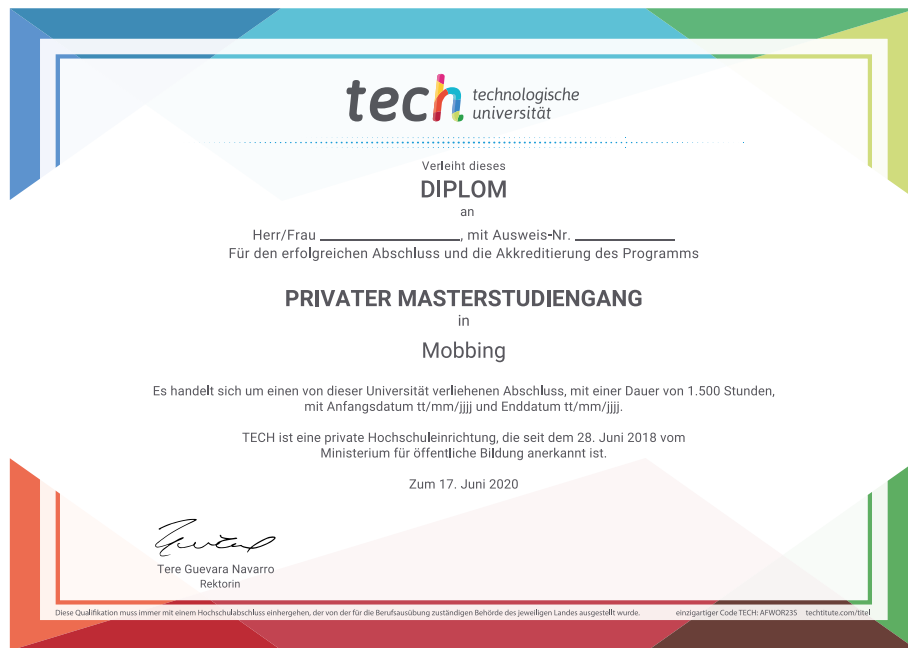 tech technologische
universität
Verleiht dieses
DIPLOM
an
Herr/Frau ____________________, mit Ausweis-Nr. ______________
Für den erfolgreichen Abschluss und die Akkreditierung des Programms
PRIVATER MASTERSTUDIENGANG
in
Mobbing
Es handelt sich um einen von dieser Universität verliehenen Abschluss, mit einer Dauer von 1.500 Stunden,
mit Anfangsdatum tt/mm/jjjj und Enddatum tt/mm/jjjj.
TECH ist eine private Hochschuleinrichtung, die seit dem 28. Juni 2018 vom
Ministerium für öffentliche Bildung anerkannt ist.
Zum 17. Juni 2020
Tere Guevara Navarro
Rektorin
Diese Qualifikation muss immer mit einem Hochschulabschluss einhergehen, der von der für die Berufsausübung zuständigen Behörde des jeweiligen Landes ausgestellt wurde. einzigartiger Code TECH: AFWOR23S techtitute.com/titel